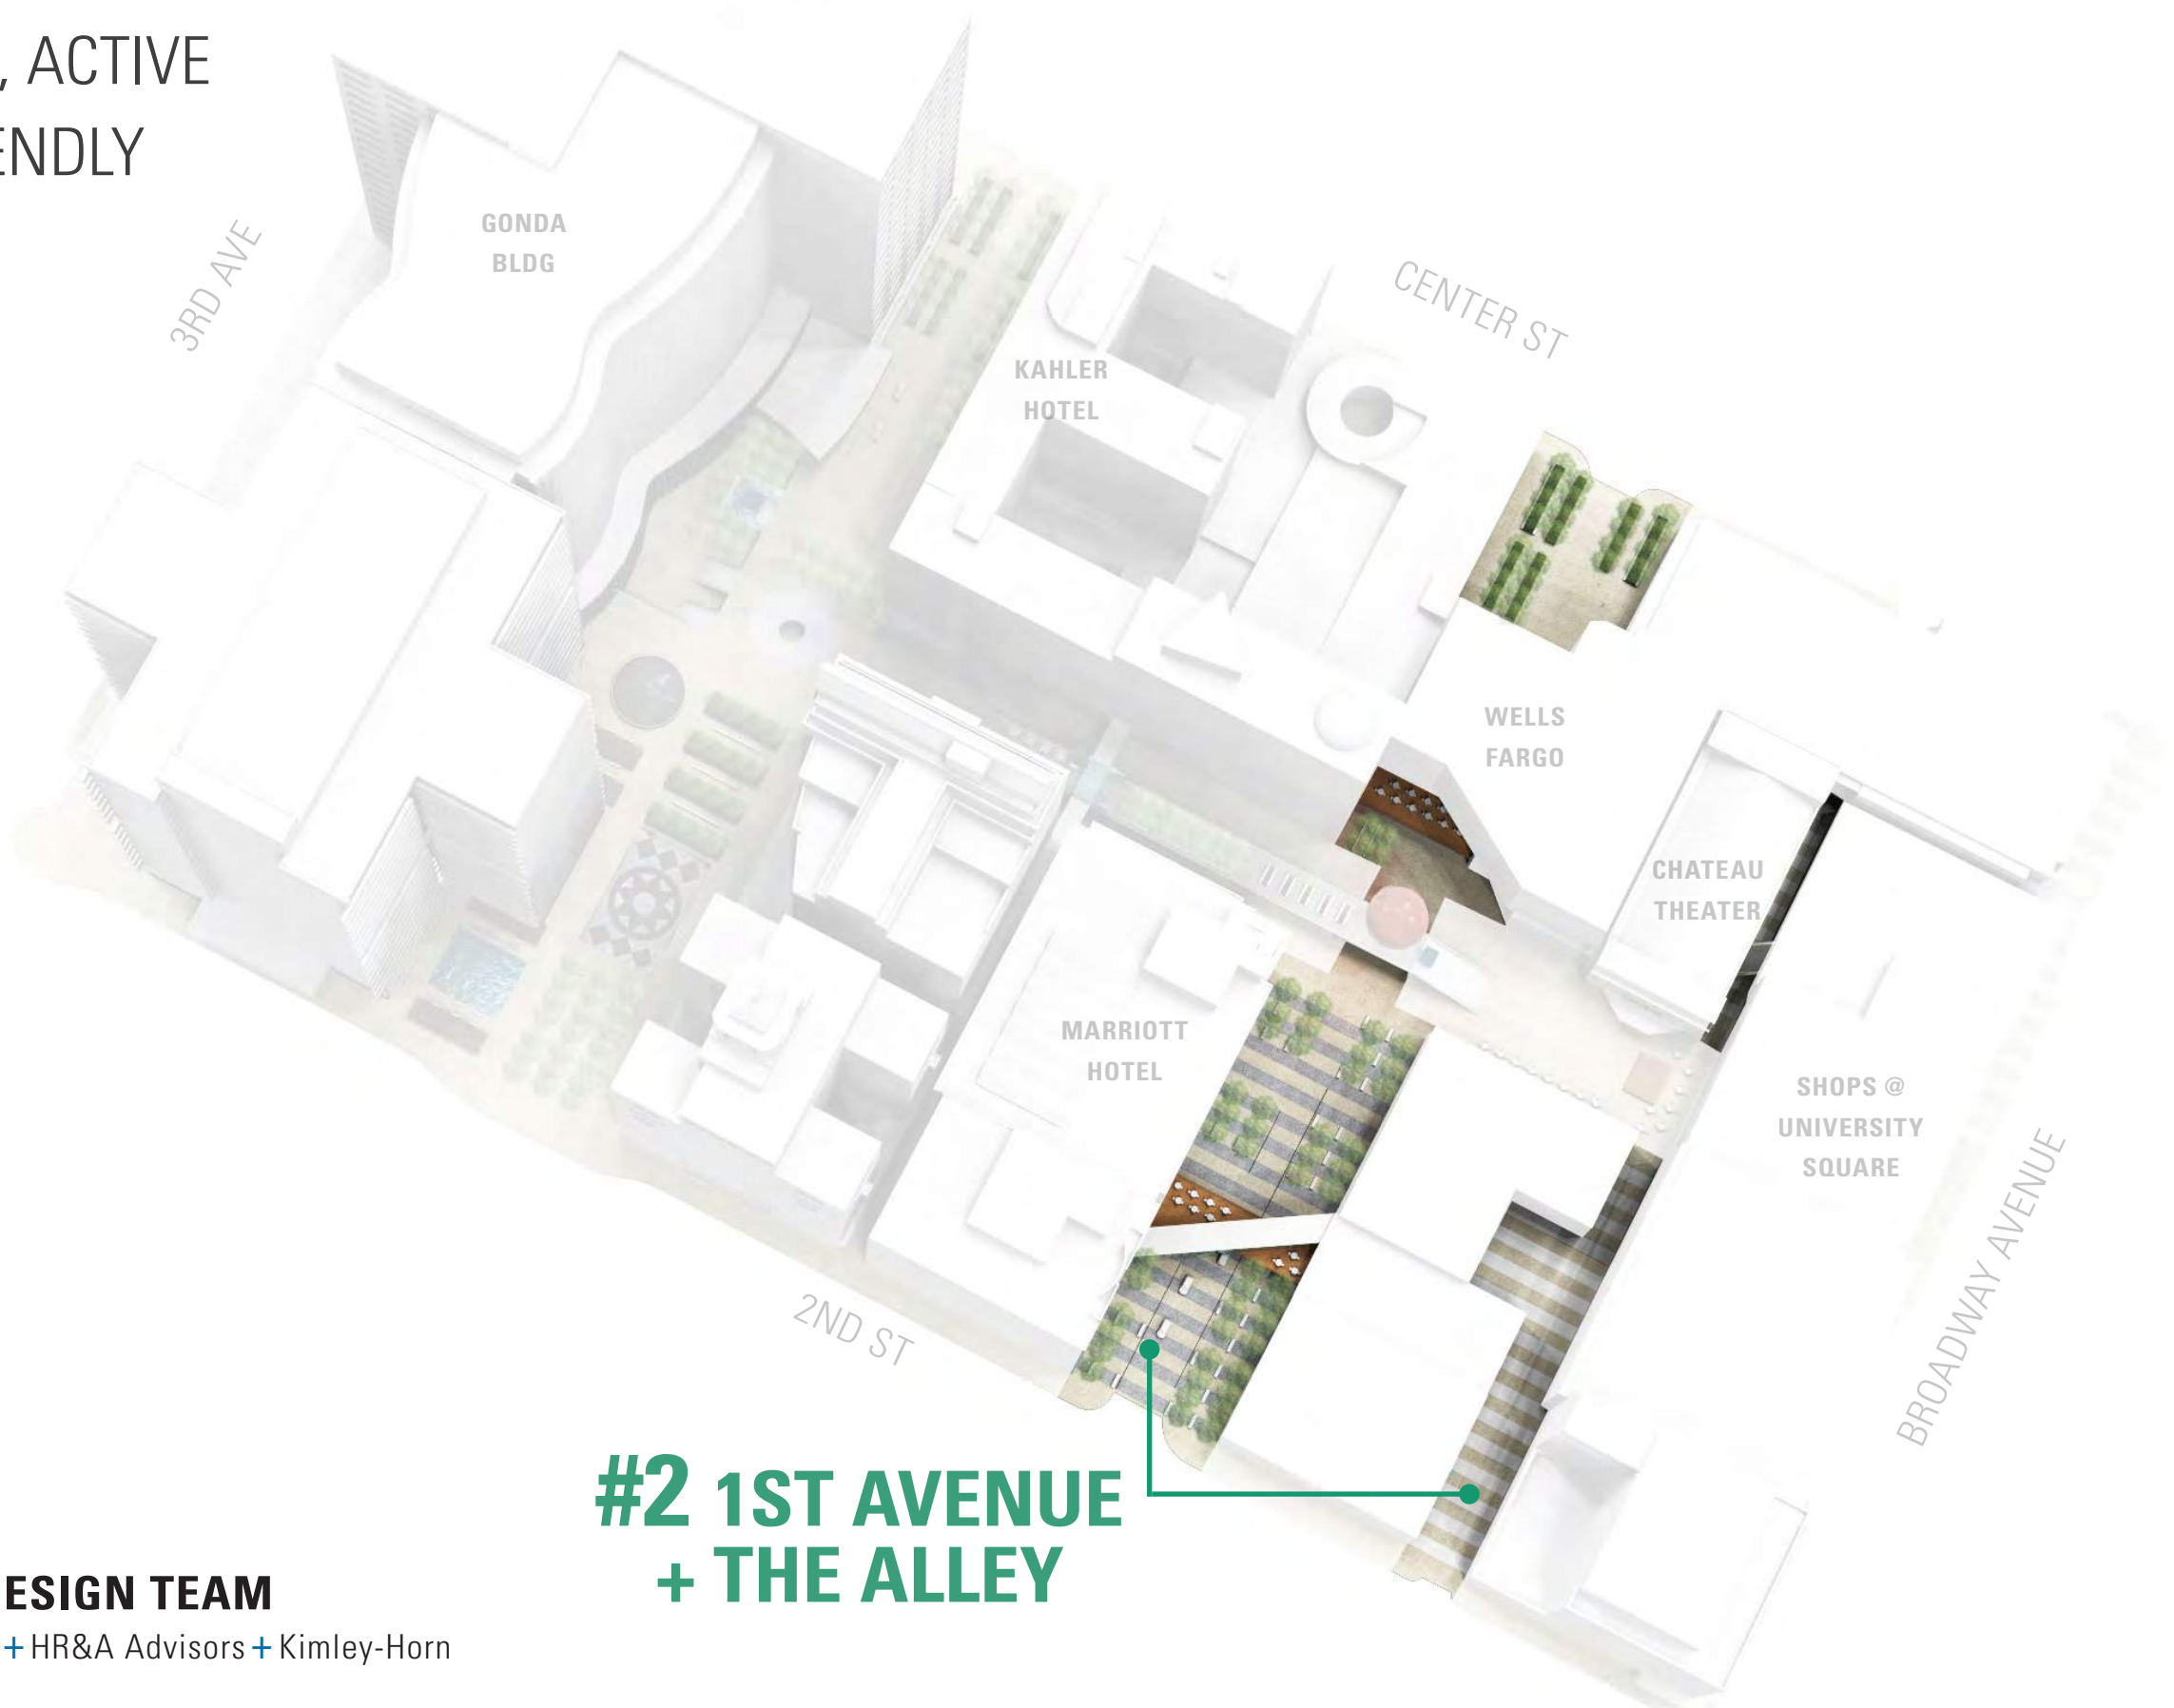 , ACTIVE
ENDLY
3RD AVE
GONDA
BLDG
CENTER ST
KAHLER
HOTEL
WELLS
FARGO
CHATEAU
THEATER
MARRIOTT
HOTEL
SHOPS @
UNIVERSITY
SQUARE
BROADWAY AVENUE
2ND ST
#2 1ST AVENUE
+ THE ALLEY
ESIGN TEAM
+ HR&A Advisors + Kimley-Horn